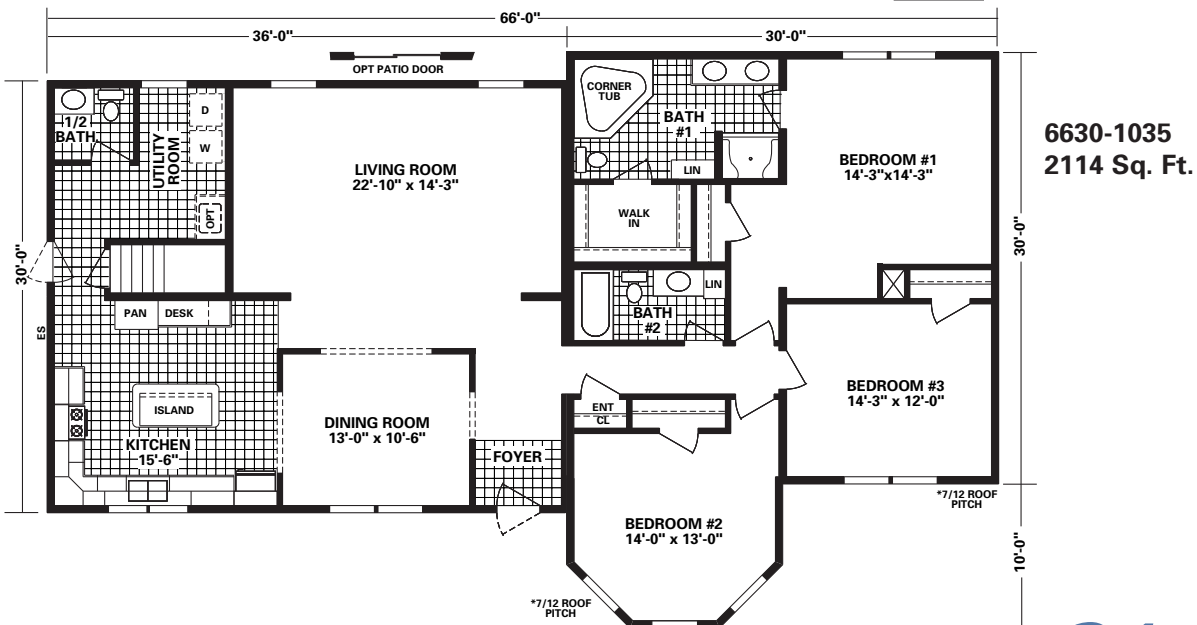 66'-0"
36'-0"
30'-0"
OPT PATIO DOOR
1/2
BATH
UTILITY
ROOM
D
W
OPT
LIVING ROOM
22'-10" x 14'-3"
CORNER
TUB
BATH
#1
LIN
WALK
IN
BEDROOM #1
14'-3"x14'-3"
6630-1035
2114 Sq. Ft.
30'-0"
30'-0"
BATH
#2
LIN
ES
PAN
DESK
ISLAND
KITCHEN
15'-6"
DINING ROOM
13'-0" x 10'-6"
FOYER
ENT
CL
BEDROOM #3
14'-3" x 12'-0"
*7/12 ROOF
PITCH
BEDROOM #2
14'-0" x 13'-0"
10'-0"
*7/12 ROOF
PITCH